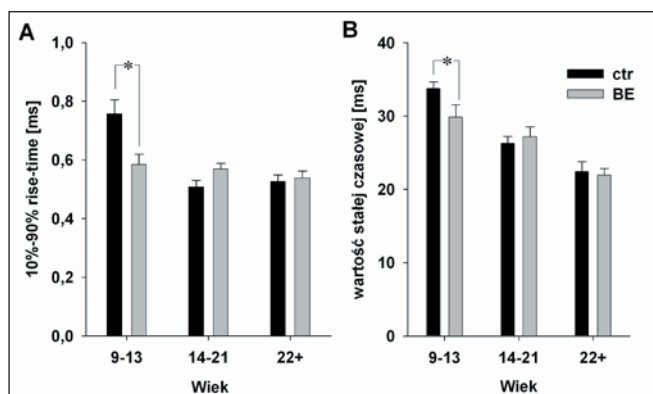 A
10%-90% rise-time [ms]
1,0
0,8
0,6
0,4
0,2
0,0
*
9-13
14-21
22+
Wiek
B
wartość stałej czasowej [ms]
40
30
20
10
0
*
ctr
BE
9-13
14-21
22+
Wiek